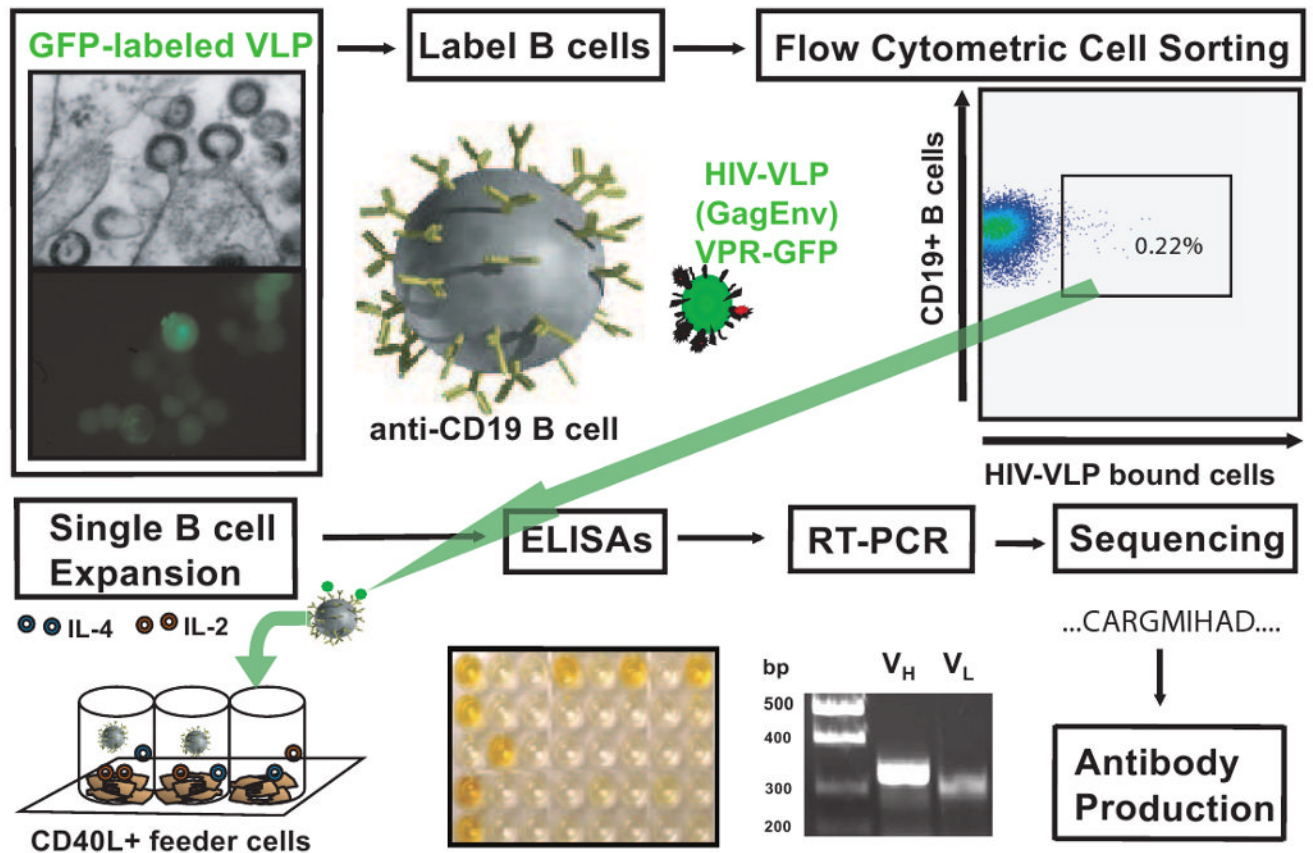 GFP-labeled VLP
Label B cells
Flow Cytometric Cell Sorting
HIV-VLP
(GagEnv)
VPR-GFP
anti-CD19 B cell
CD19+ B cells
0.22%
HIV-VLP bound cells
Single B cell
Expansion
IL-4
IL-2
CD40L+ feeder cells
ELISAs
RT-PCR
bp
VH
VL
500
400
300
200
Sequencing
...CARGMIHAD....
Antibody
Production